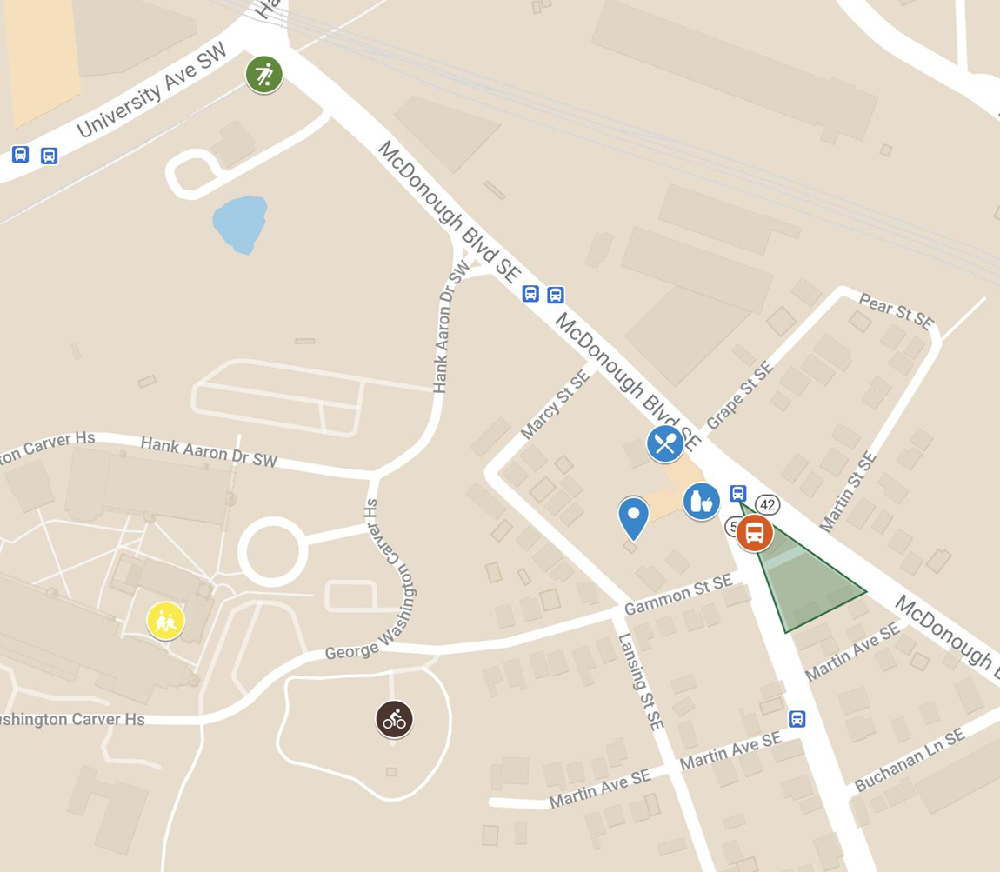 Ha
University Ave SW
McDonough Blvd SE
Hank Aaron Dr SW
McDonough Blvd SE
Pear St SE
Grape St SE
Marcy St SE
ton Carver Hs
Hank Aaron Dr SW
Martin St SE
42
5
George Washington Carver Hs
Gammon St SE
McDonough B
Martin Ave SE
Lansing St SE
shington Carver Hs
Martin Ave SE
Buchanan Ln SE
Martin Ave SE